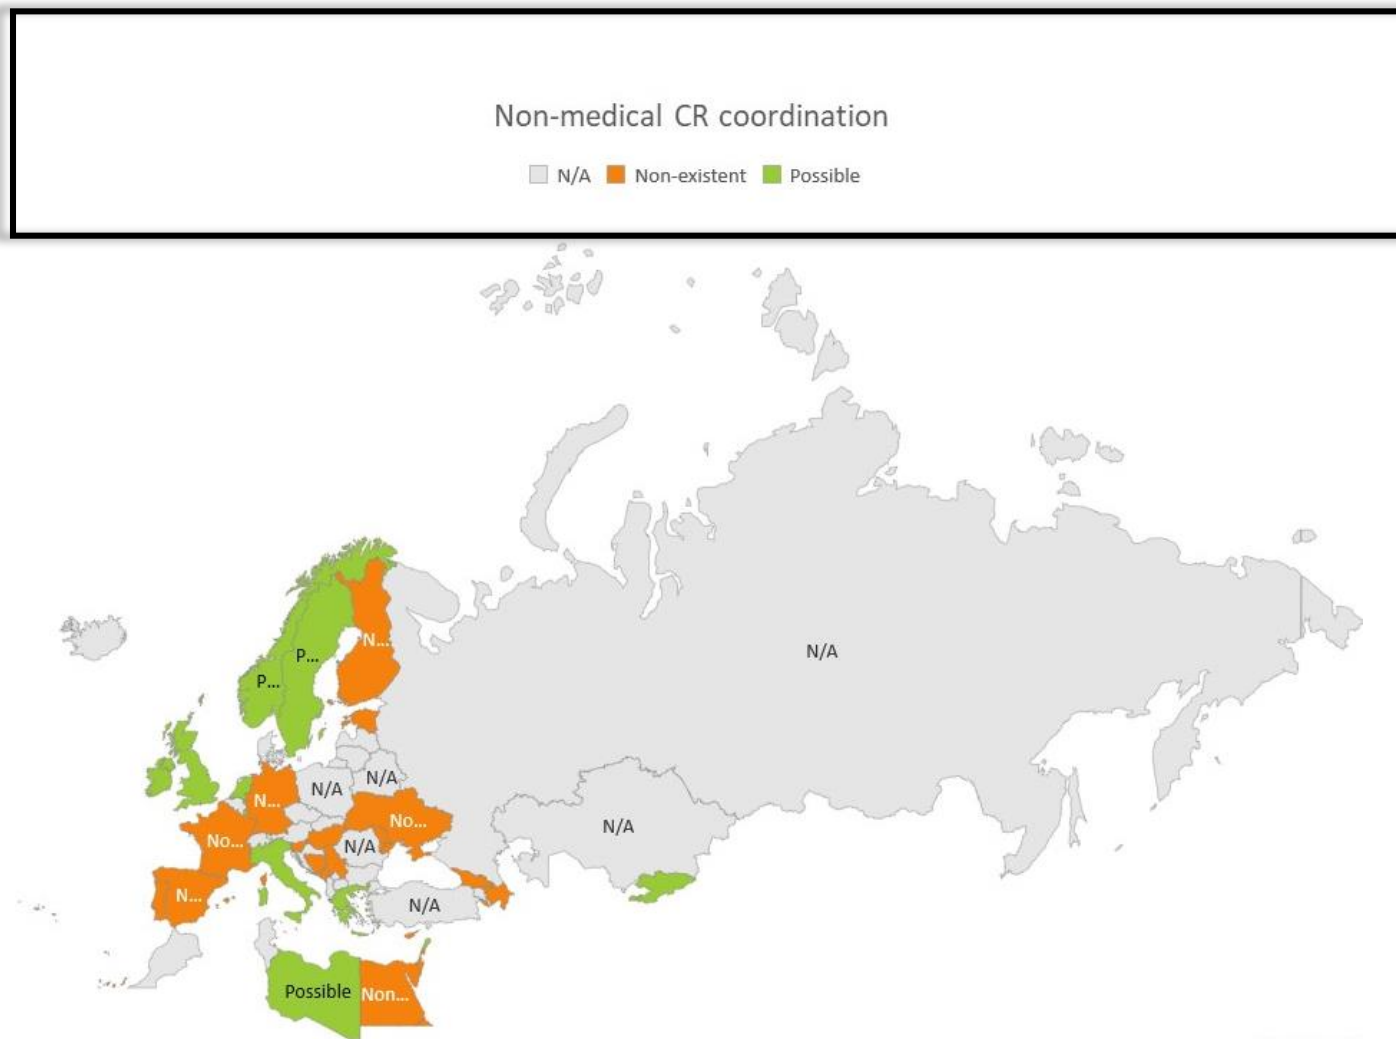 Non-medical CR coordination
N/A Non-existent Possible
N/A
N...
P...
P...
N/A
N/A
N...
No...
N/A
No...
N/A
N...
N/A
Possible
Non...